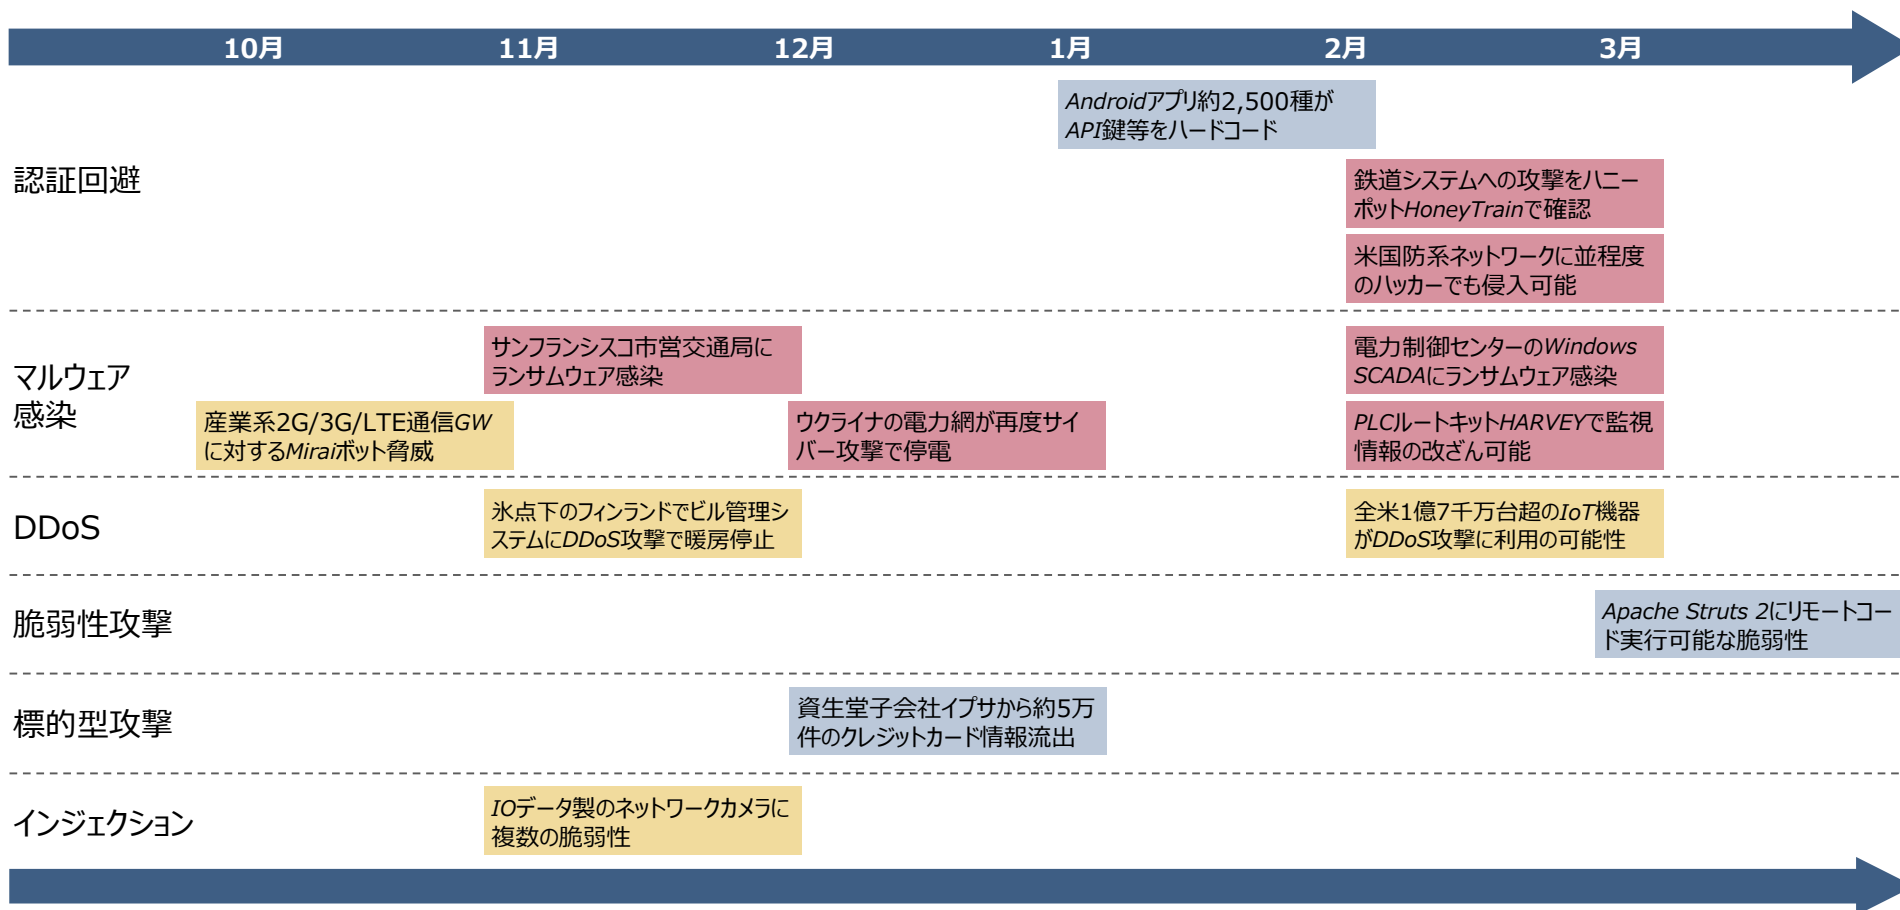 10月 11月 12月 1月 2月 3月
認証回避
Androidアプリ約2,500種が
API鍵等をハードコード
鉄道システムへの攻撃をハニー
ポットHoneyTrainで確認
米国防系ネットワークに並程度
のハッカーでも侵入可能
マルウェア
感染
サンフランシスコ市営交通局に
ランサムウェア感染
電力制御センターのWindows
SCADAにランサムウェア感染
産業系2G/3G/LTE通信GW
に対するMiraiボット脅威
ウクライナの電力網が再度サイ
バー攻撃で停電
PLCルートキットHARVEYで監視
情報の改ざん可能
DDoS
氷点下のフィンランドでビル管理シ
ステムにDDoS攻撃で暖房停止
全米1億7千万台超のIoT機器
がDDoS攻撃に利用の可能性
脆弱性攻撃
Apache Struts 2にリモートコー
ド実行可能な脆弱性
標的型攻撃
資生堂子会社イプサから約5万
件のクレジットカード情報流出
インジェクション
IOデータ製のネットワークカメラに
複数の脆弱性